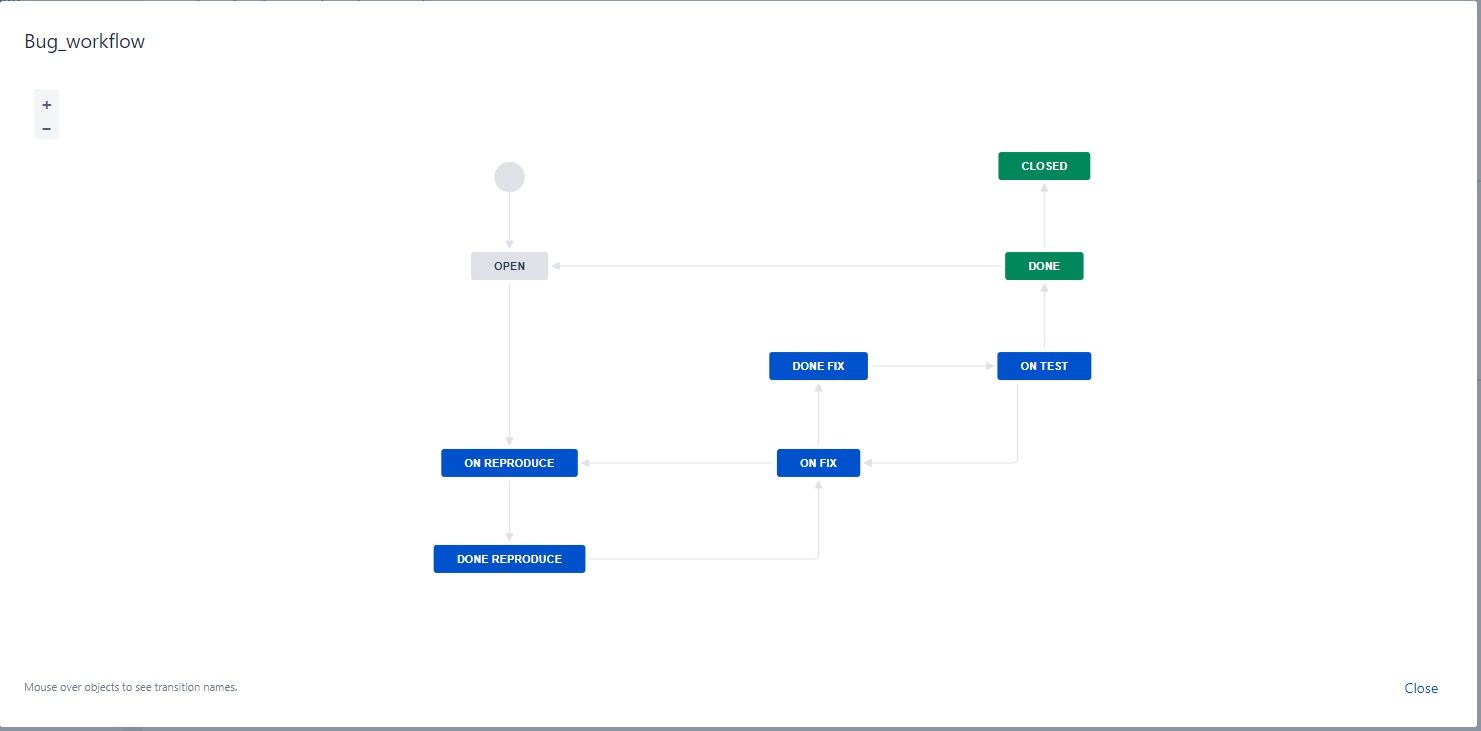 Bug_workflow
+
−
CLOSED
OPEN
DONE
DONE FIX
ON TEST
ON REPRODUCE
ON FIX
DONE REPRODUCE
Mouse over objects to see transition names.
Close